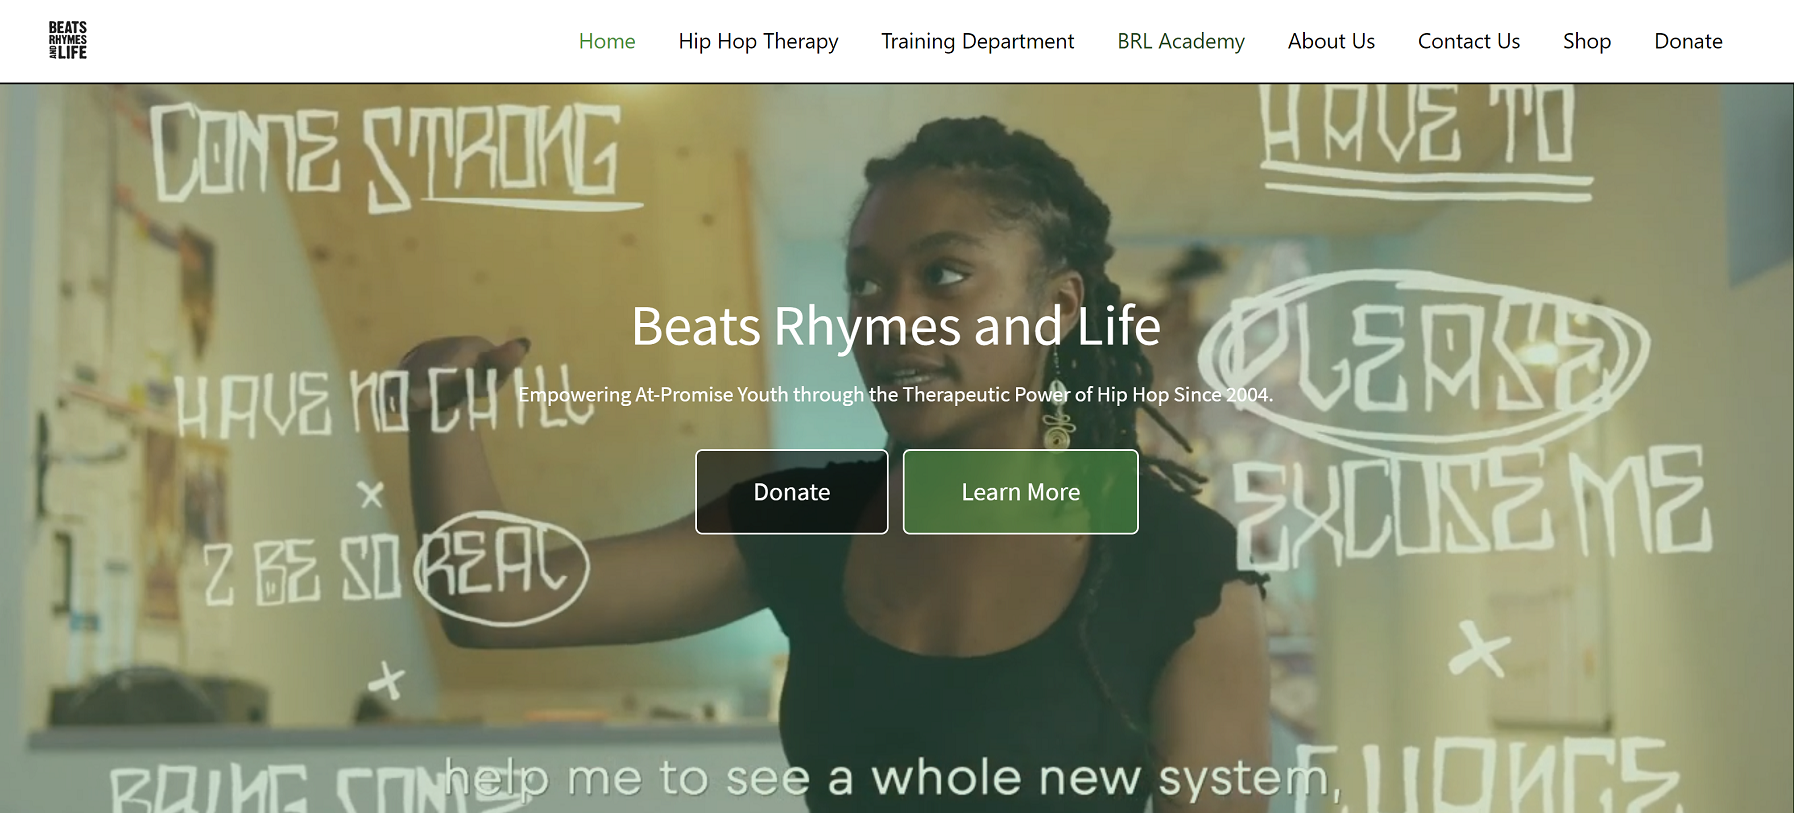 BEATS
RHYMES
AND LIFE
Home
Hip Hop Therapy
Training Department
BRL Academy
About Us
Contact Us
Shop
Donate
COME STRONG
HAVE TO
Beats Rhymes and Life
PLEASE
HAVE NO CHILL
Empowering At-Promise Youth through the Therapeutic Power of Hip Hop Since 2004.
Donate
Learn More
EXCUSE ME
2 BE SO REAL
help me to see a whole new system,
BRING SOME